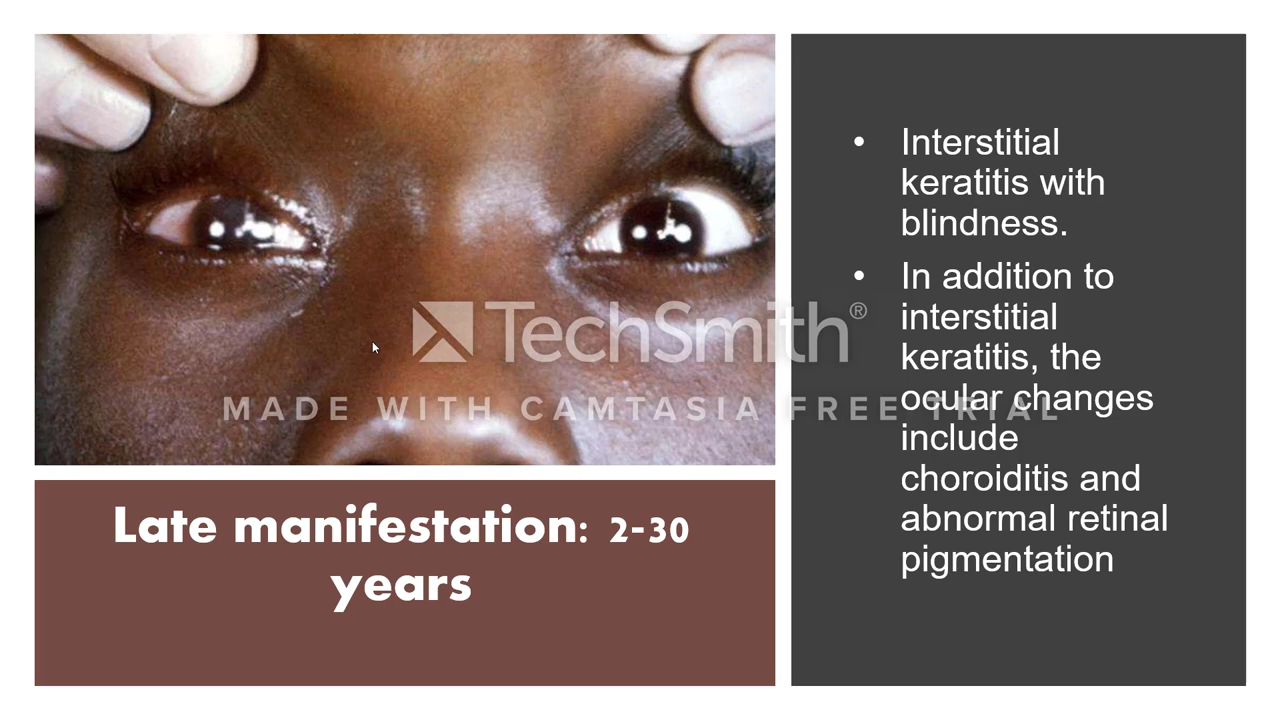 Interstitial
keratitis with
blindness.
• In addition to
interstitial
keratitis, the
ocular changes
include
choroiditis and
abnormal retinal
pigmentation
TechSmith®
MADE WITH CAMTASIA FREE TRIAL
Late manifestation: 2-30
years